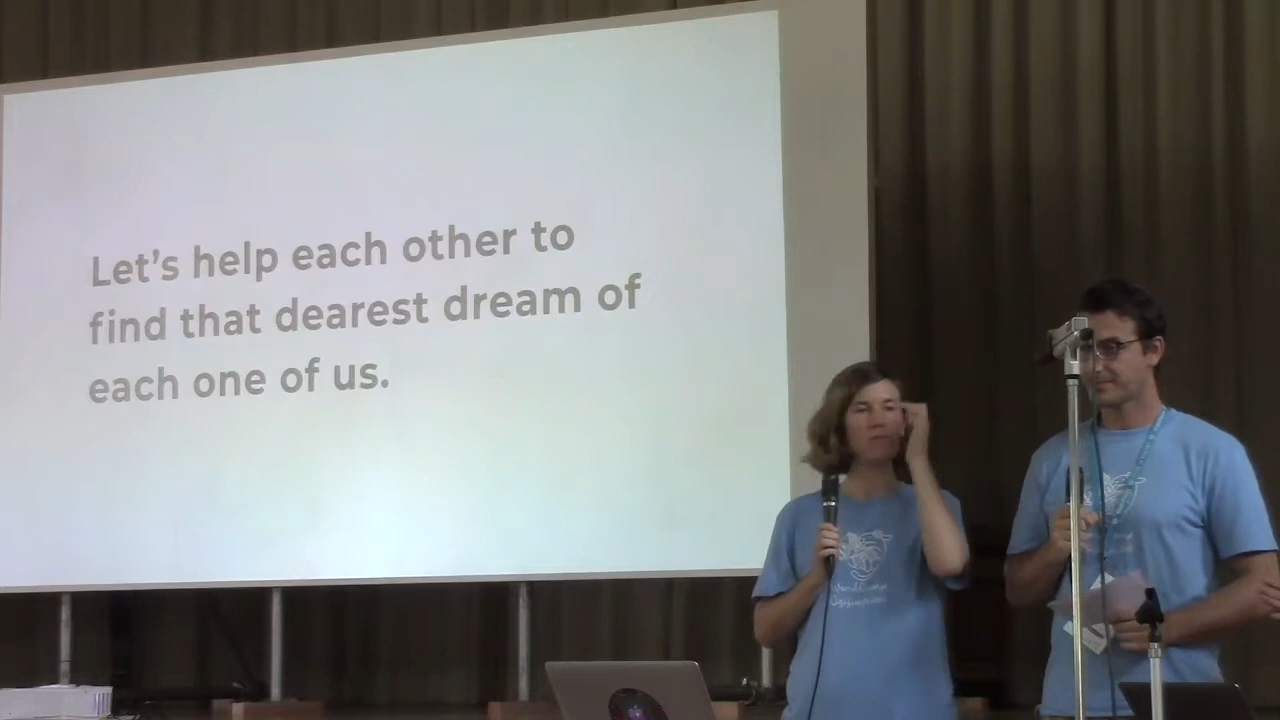 Let's help each other to
find that dearest dream of
each one of us.